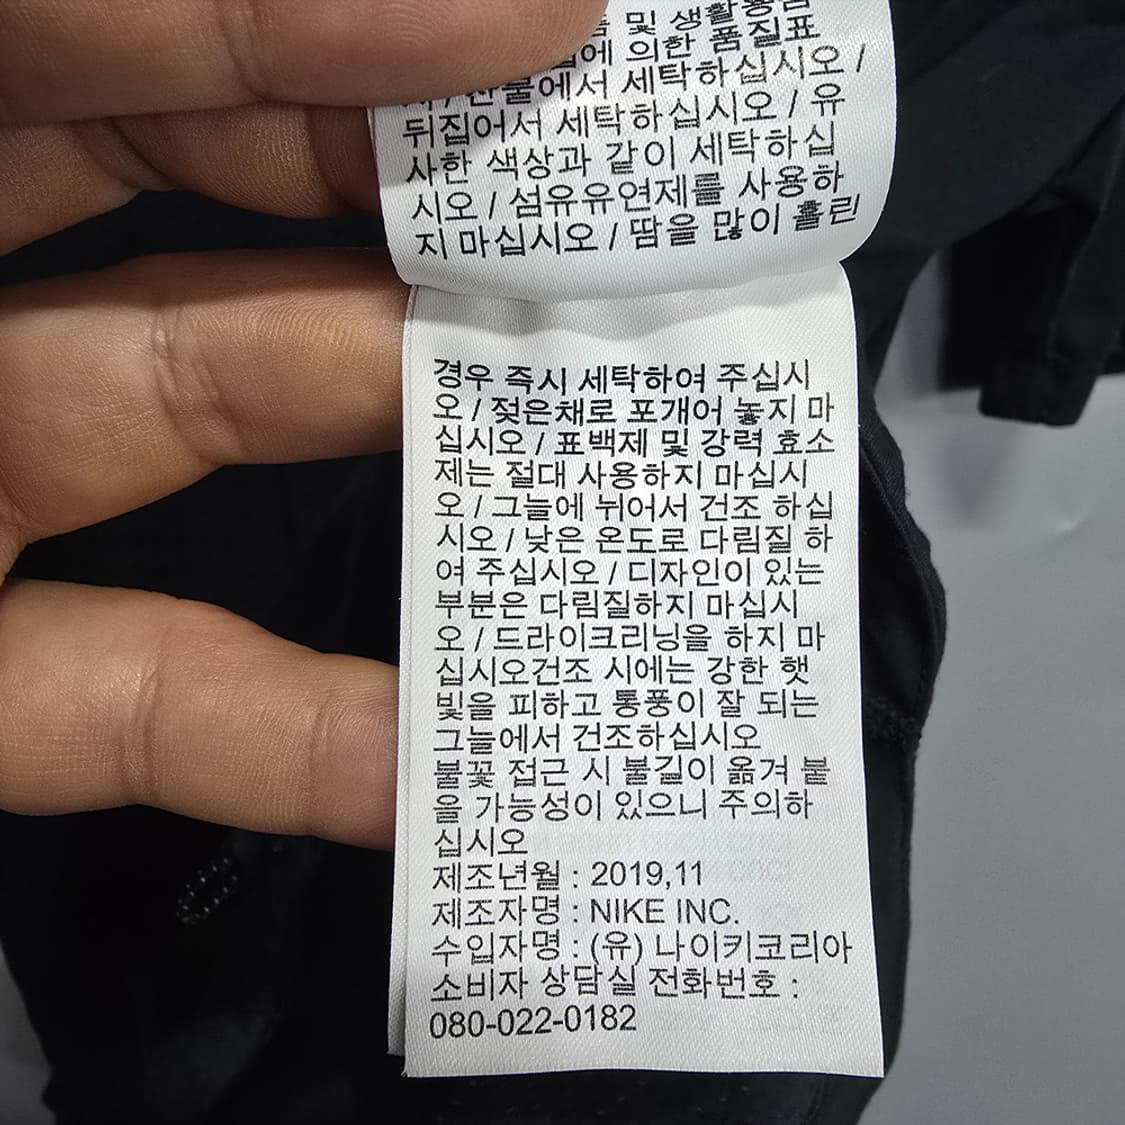 및 생활용품
에 의한 품질표
찬물에서 세탁하십시오 /
뒤집어서 세탁하십시오 / 유
사한 색상과 같이 세탁하십
시오 / 섬유유연제를 사용하
지 마십시오 / 땀을 많이 흘린
경우 즉시 세탁하여 주십시
오 / 젖은채로 포개어 놓지 마
십시오 / 표백제 및 강력 효소
제는 절대 사용하지 마십시
오 / 그늘에 뉘어서 건조 하십
시오 / 낮은 온도로 다림질 하
여 주십시오 / 디자인이 있는
부분은 다림질하지 마십시
오 / 드라이크리닝을 하지 마
십시오건조 시에는 강한 햇
빛을 피하고 통풍이 잘 되는
그늘에서 건조하십시오
불꽃 접근 시 불길이 옮겨 붙
을 가능성이 있으니 주의하
십시오
제조년월 : 2019,11
제조자명 : NIKE INC.
수입자명 : (유) 나이키코리아
소비자 상담실 전화번호 :
080-022-0182